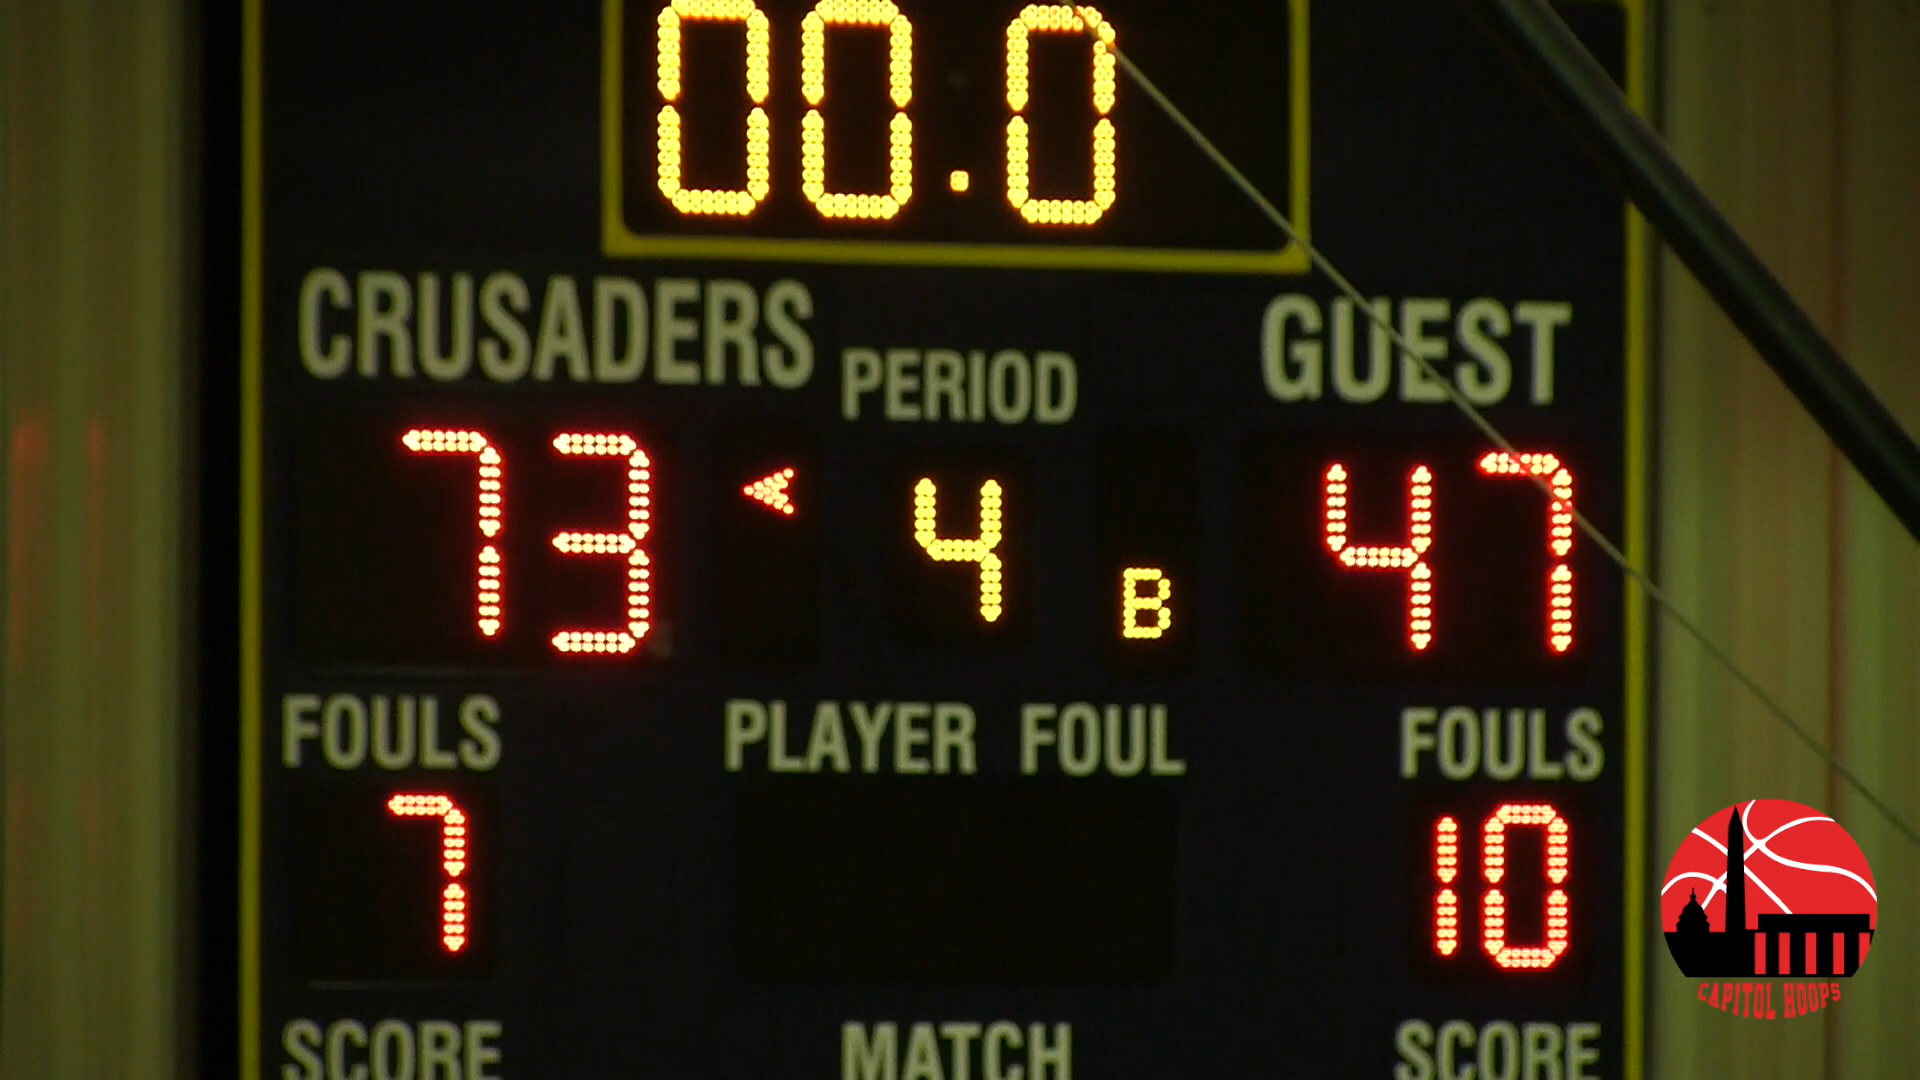 00.0
CRUSADERS PERIOD GUEST
73 4 B 47
FOULS PLAYER FOUL FOULS
7 10
SCORE MATCH SCORE
CAPITOL HOOPS